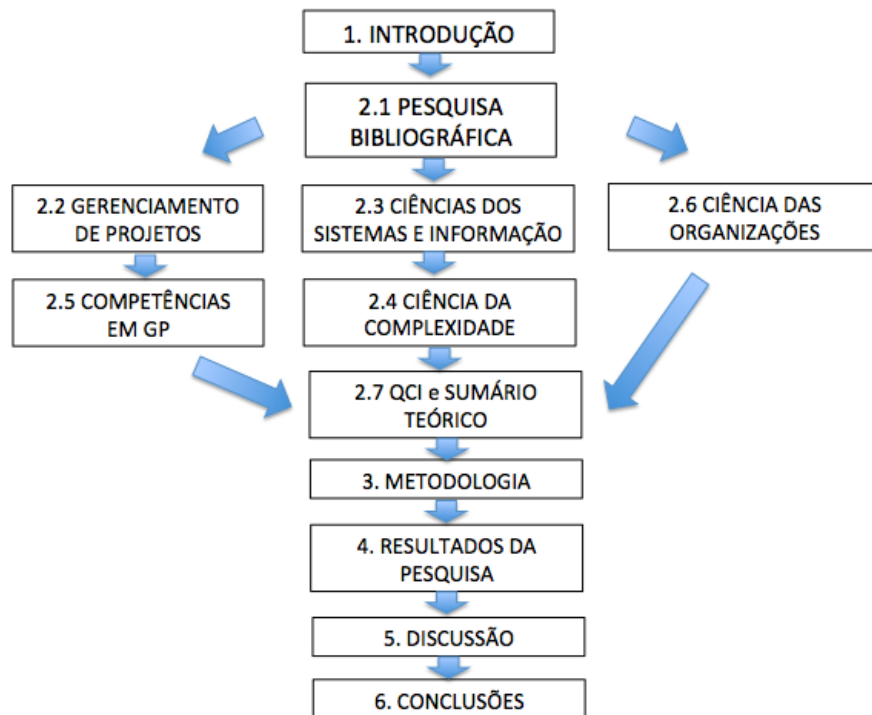 1. INTRODUÇÃO
2.1 PESQUISA
BIBLIOGRÁFICA
2.2 GERENCIAMENTO
DE PROJETOS
2.3 CIÊNCIAS DOS
SISTEMAS E INFORMAÇÃO
2.6 CIÊNCIA DAS
ORGANIZAÇÕES
2.5 COMPETÊNCIAS
EM GP
2.4 CIÊNCIA DA
COMPLEXIDADE
2.7 QCI e SUMÁRIO
TEÓRICO
3. METODOLOGIA
4. RESULTADOS DA
PESQUISA
5. DISCUSSÃO
6. CONCLUSÕES